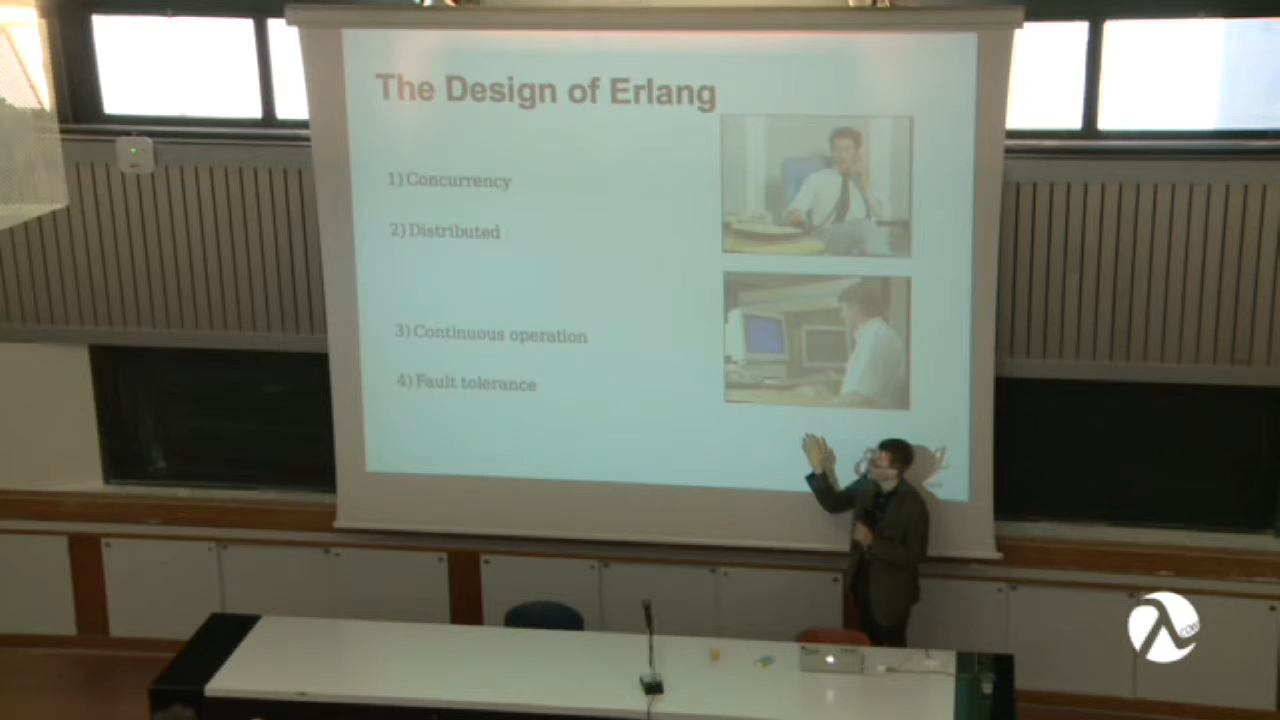 The Design of Erlang
1) Concurrency
2) Distributed
3) Continuous operation
4) Fault tolerance